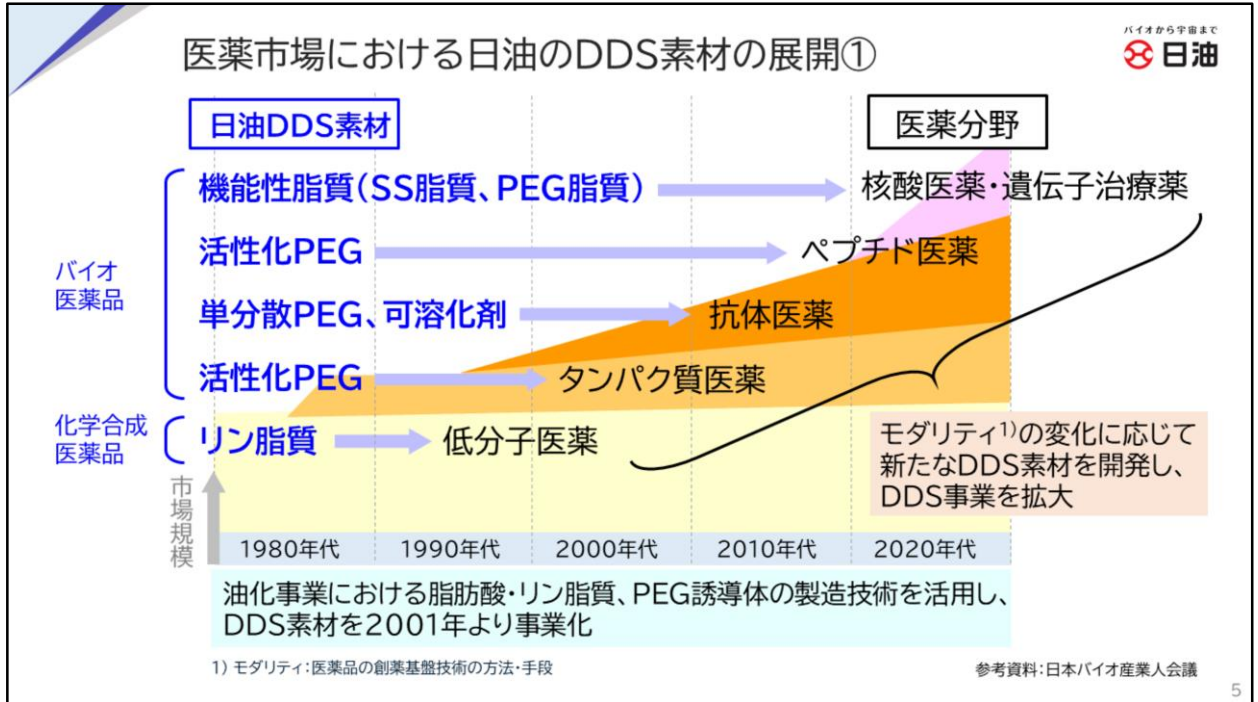 医薬市場における日油のDDS素材の展開①
バイオから宇宙まで
日油
日油DDS素材
医薬分野
機能性脂質(SS脂質、PEG脂質)
核酸医薬・遺伝子治療薬
活性化PEG
ペプチド医薬
バイオ
医薬品
単分散PEG、可溶化剤
抗体医薬
活性化PEG
タンパク質医薬
化学合成
医薬品
リン脂質
低分子医薬
モダリティ1)の変化に応じて
新たなDDS素材を開発し、
DDS事業を拡大
市場規模
1980年代
1990年代
2000年代
2010年代
2020年代
油化事業における脂肪酸・リン脂質、PEG誘導体の製造技術を活用し、
DDS素材を2001年より事業化
1) モダリティ:医薬品の創薬基盤技術の方法・手段
参考資料:日本バイオ産業人会議
5